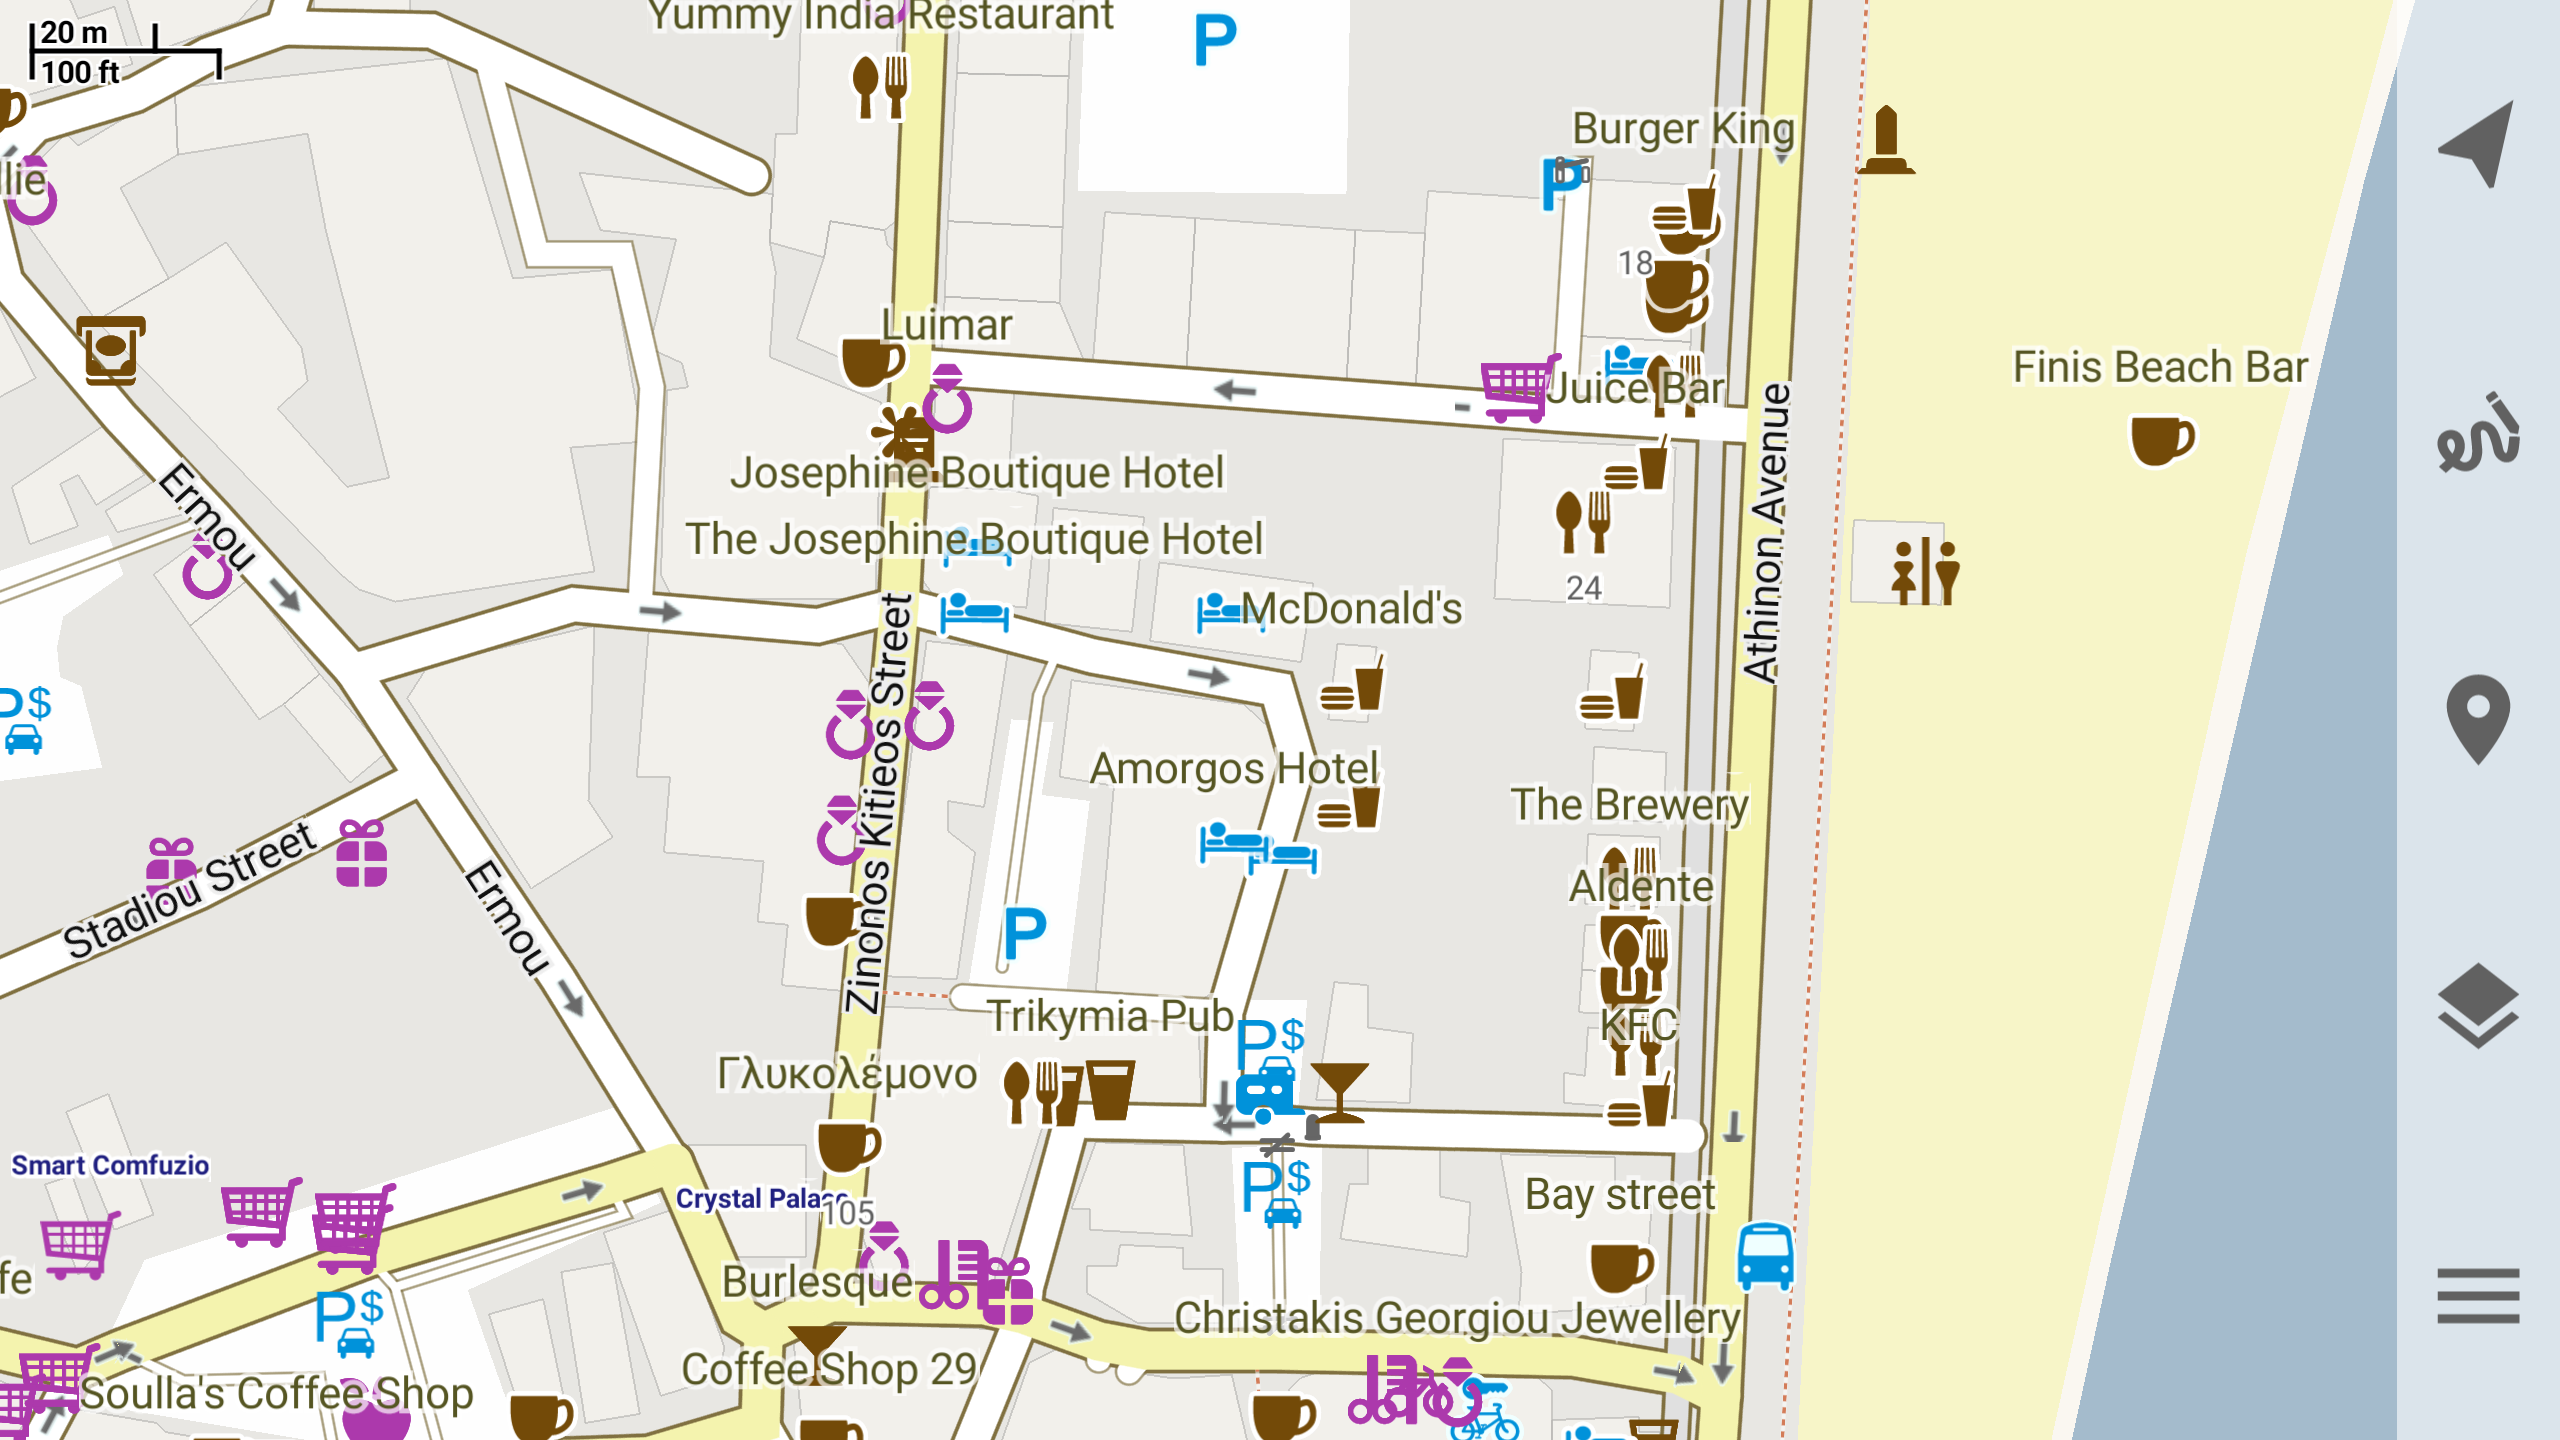 Yummy India Restaurant
20 m
100 ft
P
Burger King
llie
P
18
Luimar
Juice Bar
Finis Beach Bar
Josephine Boutique Hotel
Ermou
The Josephine Boutique Hotel
Athinon Avenue
24
McDonald's
P$
Zinonos Kitieos Street
Amorgos Hotel
The Brewery
Stadiou Street
Ermou
Aldente
P
Trikymia Pub
KFC
P$
Γλυκολέμονο
Smart Comfuzio
P$
Crystal Palace
105
Bay street
fe
Burlesque
P$
Christakis Georgiou Jewellery
Coffee Shop 29
Soulla's Coffee Shop